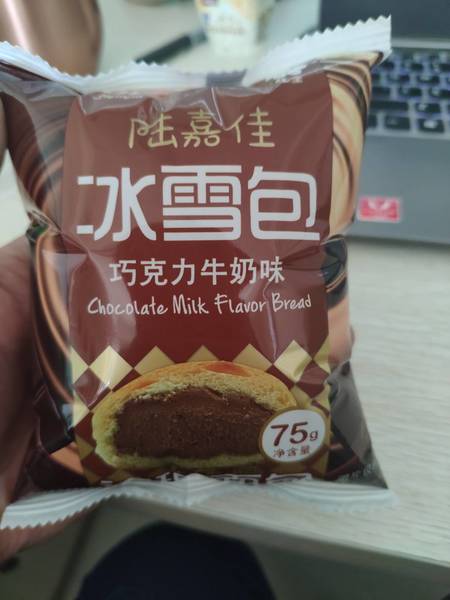 陆嘉佳
冰雪包
巧克力牛奶味
Chocolate Milk Flavor Bread
75g
净含量